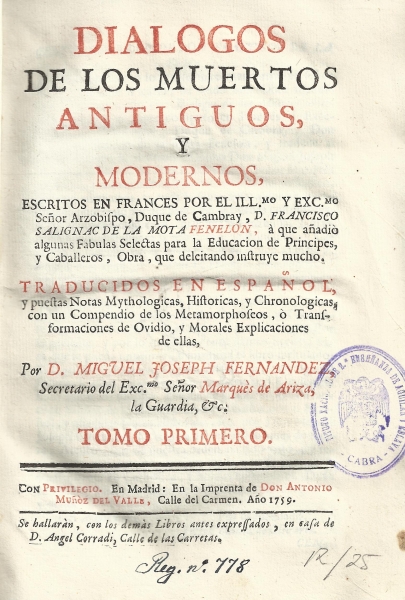 DIALOGOS
DE LOS MUERTOS
ANTIGUOS,
Y
MODERNOS,
ESCRITOS EN FRANCES POR EL ILL.MO Y EXC.MO
Señor Arzobiſpo, Duque de Cambray, D. FRANCISCO
SALIGNAC DE LA MOTA FENELON, à que añadiò
algunas Fabulas Selectas para la Educacion de Principes,
y Caballeros, Obra, que deleitando inſtruye mucho.
TRADUCIDOS EN ESPAÑOL,
y pueſtas Notas Mythologicas, Hiſtoricas, y Chronologicas,
con un Compendio de los Metamorphoſeos, ò Tranſ-
formaciones de Ovidio, y Morales Explicaciones
de ellas,
Por D. MIGUEL JOSEPH FERNANDEZ,
Secretario del Exc.mo Señor Marquès de Ariza,
la Guardia, &c.
TOMO PRIMERO.
CON PRIVILEGIO. En Madrid: En la Imprenta de DON ANTONIO
MUÑOZ DEL VALLE, Calle del Carmen. Año 1759.
Se hallaràn, con los demàs Libros antes expreſſados, en caſa de
D. Angel Corradi, Calle de las Carretas.
Reg. n.º 778
12/25
CABRA